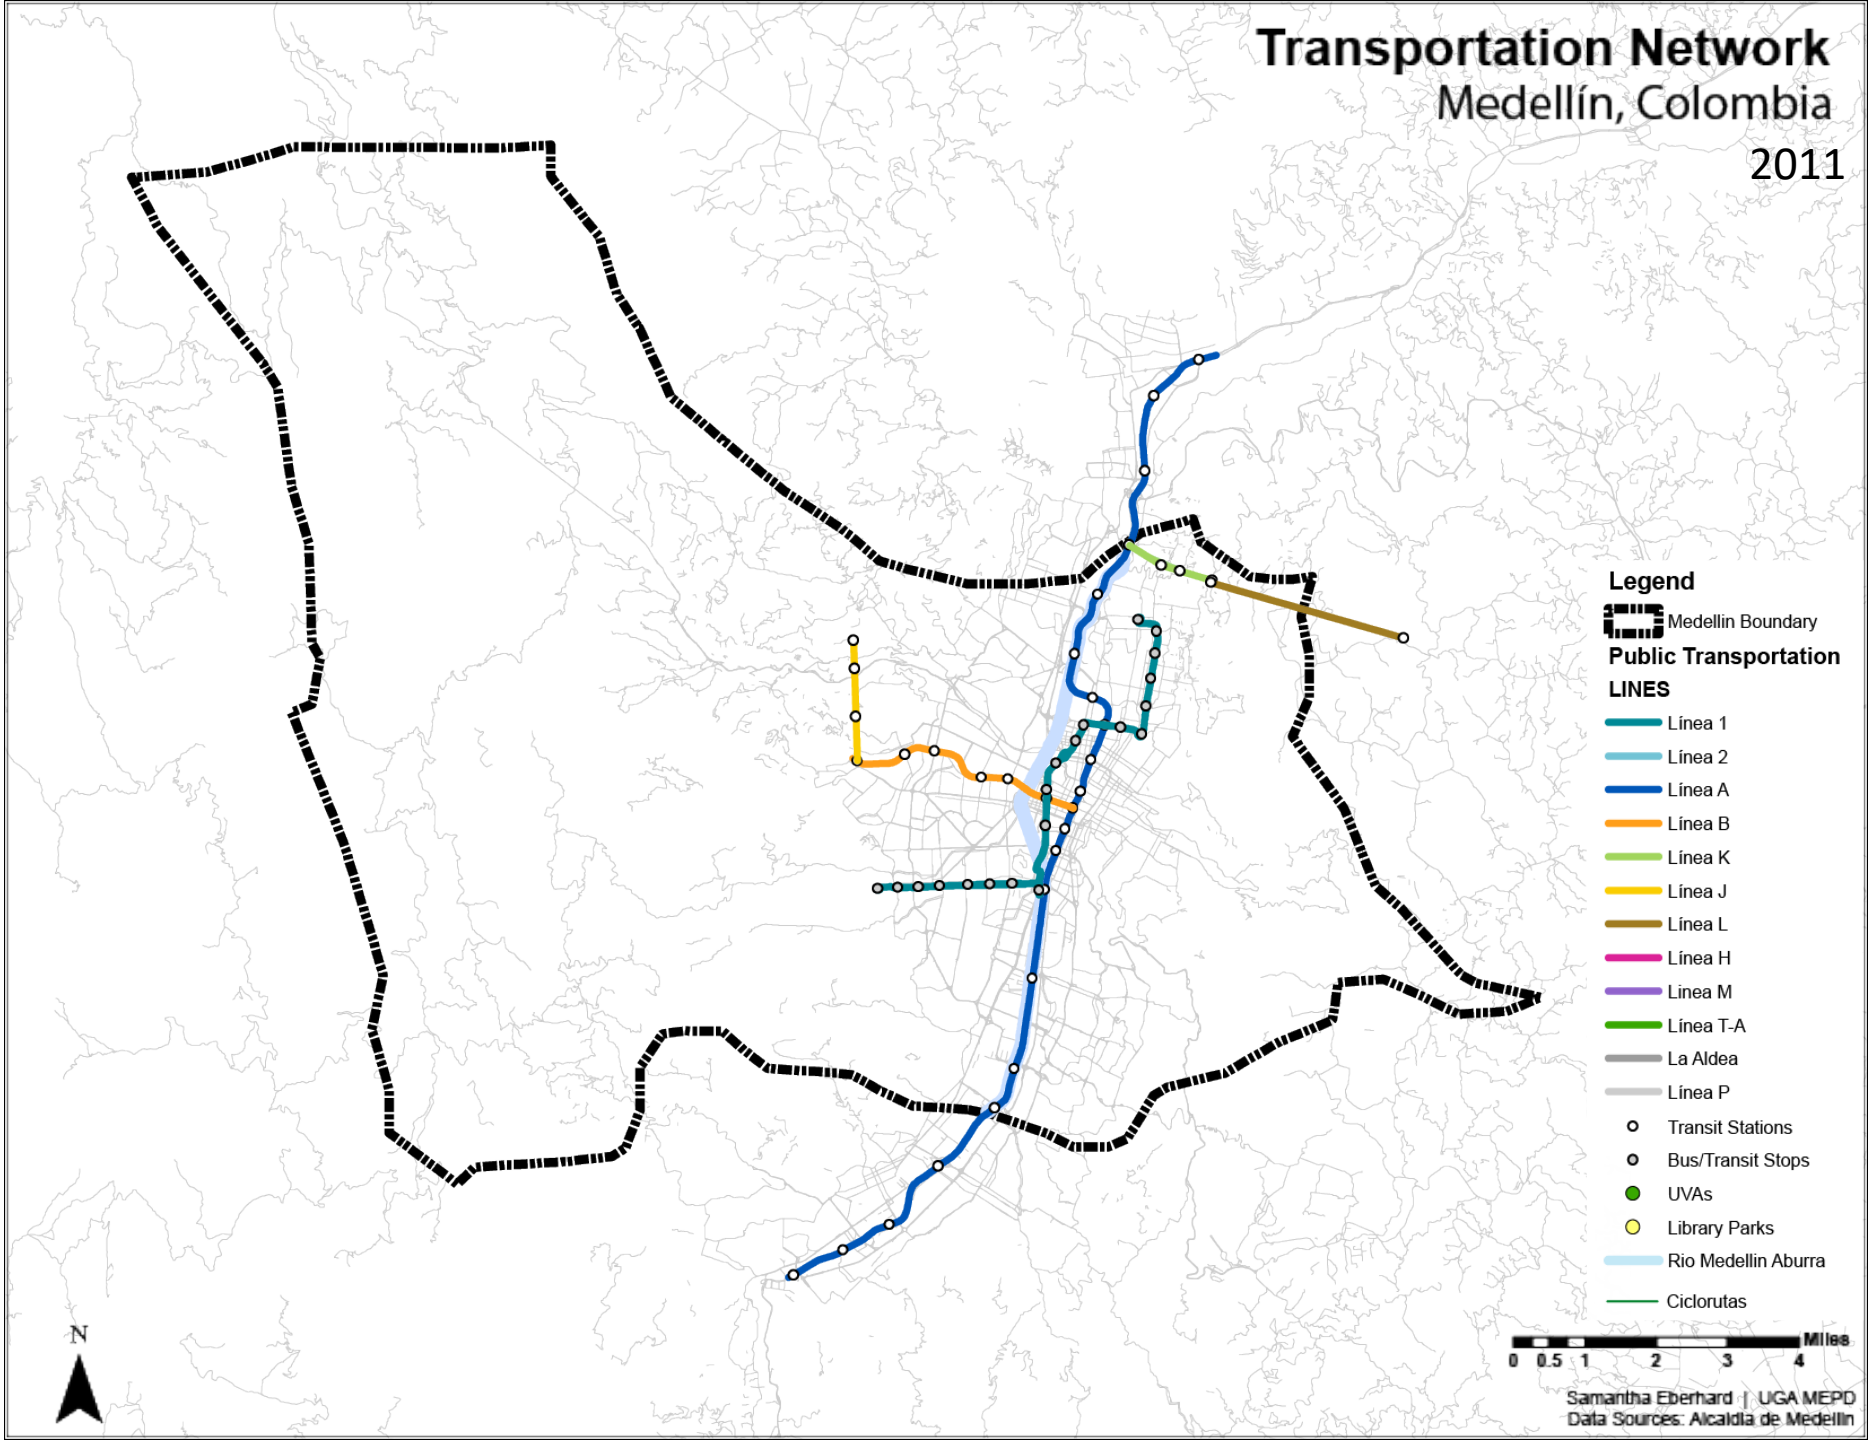 Transportation Network
Medellín, Colombia
2011
Legend
Medellin Boundary
Public Transportation
LINES
Línea 1
Línea 2
Línea A
Línea B
Línea K
Línea J
Línea L
Línea H
Linea M
Línea T-A
La Aldea
Línea P
Transit Stations
Bus/Transit Stops
UVAs
Library Parks
Rio Medellin Aburra
Ciclorutas
N
Miles
0 0.5 1 2 3 4
Samantha Eberhard | UGA MEPD
Data Sources: Alcaldia de Medellin